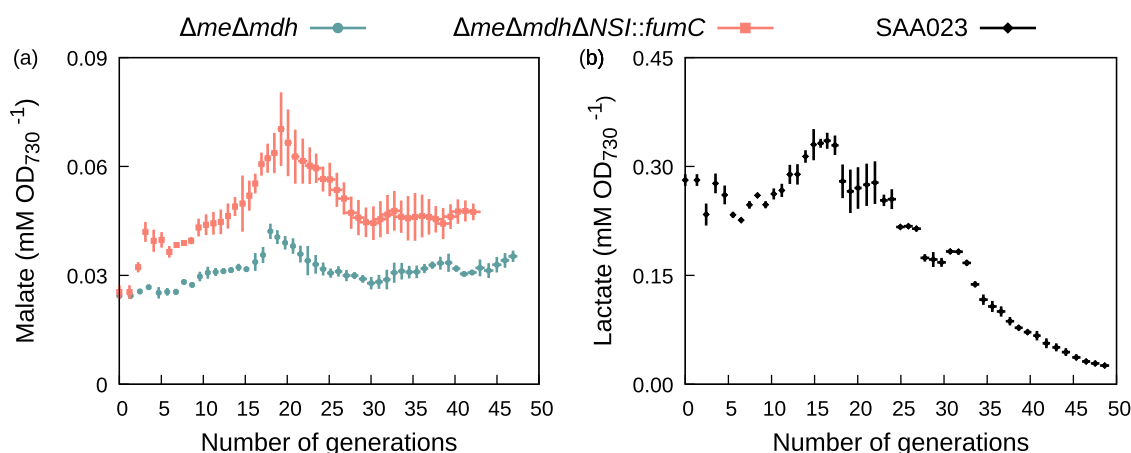 ΔmeΔmdh ΔmeΔmdhΔNSI::fumC SAA023
(a) (b)
0.09
0.06
0.03
0
Malate (mM OD730 -1)
0 5 10 15 20 25 30 35 40 45 50
Number of generations
0.45
0.30
0.15
0.00
Lactate (mM OD730 -1)
0 5 10 15 20 25 30 35 40 45 50
Number of generations